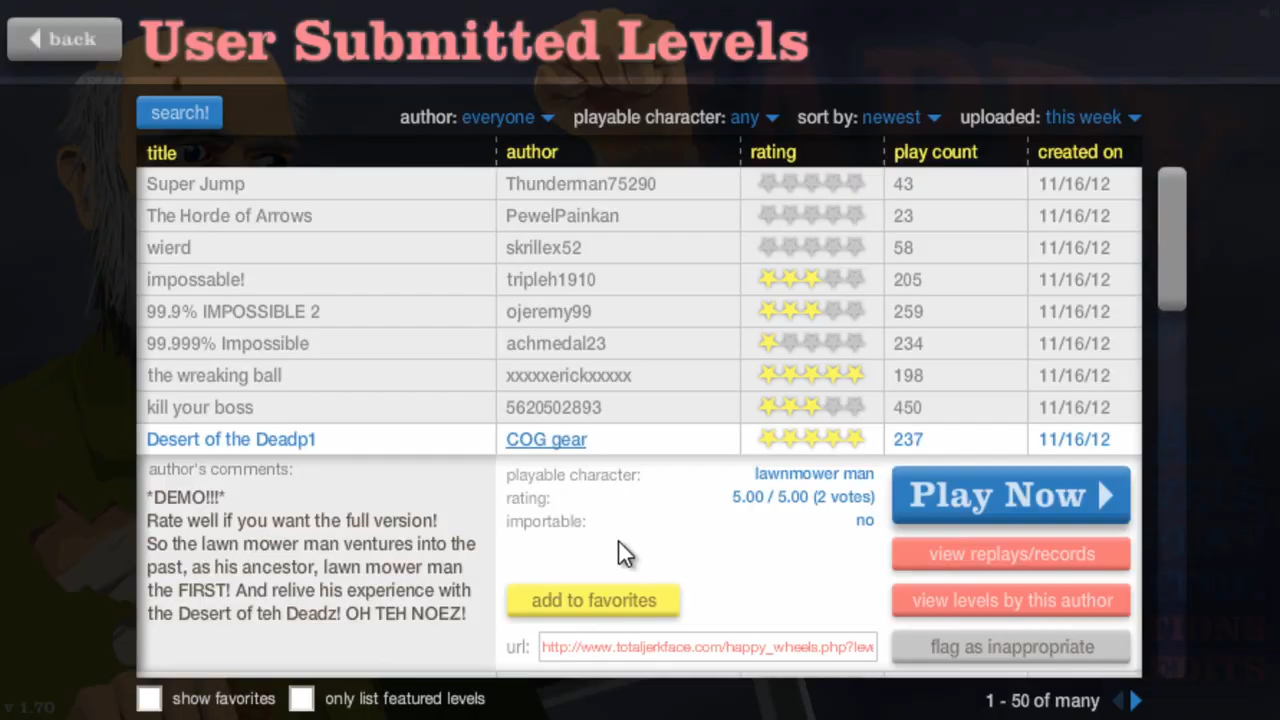 back
User Submitted Levels
search!
author: everyone playable character: any sort by: newest uploaded: this week
title author rating play count created on
Super Jump Thunderman75290 43 11/16/12
The Horde of Arrows PewelPainkan 23 11/16/12
wierd skrillex52 58 11/16/12
impossable! tripleh1910 205 11/16/12
99.9% IMPOSSIBLE 2 ojeremy99 259 11/16/12
99.999% Impossible achmedal23 234 11/16/12
the wreaking ball xxxxxerickxxxxx 198 11/16/12
kill your boss 5620502893 450 11/16/12
Desert of the Deadp1 COG gear 237 11/16/12
author's comments:
*DEMO!!!*
Rate well if you want the full version!
So the lawn mower man ventures into the
past, as his ancestor, lawn mower man
the FIRST! And relive his experience with
the Desert of teh Deadz! OH TEH NOEZ!
playable character: lawnmower man
rating: 5.00 / 5.00 (2 votes)
importable: no
add to favorites
url: http://www.totaljerkface.com/happy_wheels.php?leve
Play Now
view replays/records
view levels by this author
flag as inappropriate
show favorites only list featured levels
1 - 50 of many
v 1.70